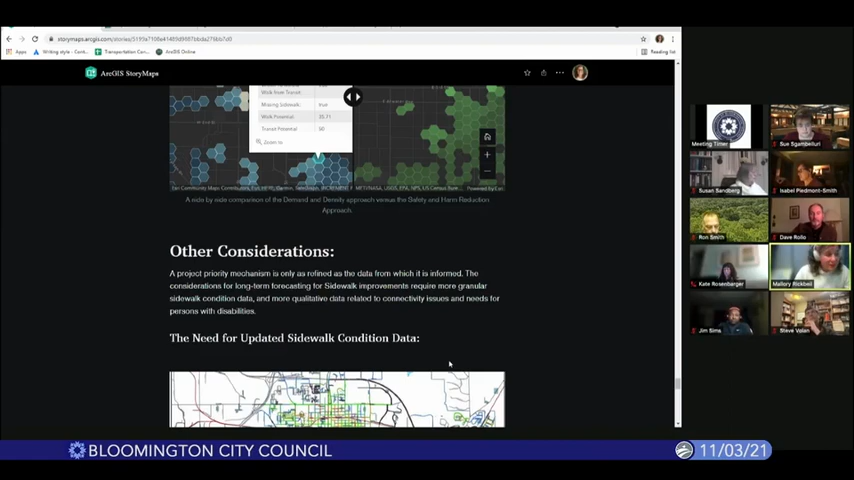 storymaps.arcgis.com/stories/
Apps
Writing style - Cent...
Transportation Can...
ArcGIS Online
Reading list
ArcGIS StoryMaps
Walk from Transit:
Missing Sidewalk: true
Walk Potential: 35.71
Transit Potential: 50
Zoom to
A side by side comparison of the Demand and Density approach versus the Safety and Harm Reduction
Approach.
Other Considerations:
A project priority mechanism is only as refined as the data from which it is informed. The
considerations for long-term forecasting for Sidewalk improvements require more granular
sidewalk condition data, and more qualitative data related to connectivity issues and needs for
persons with disabilities.
The Need for Updated Sidewalk Condition Data:
Meeting Timer
Sue Sgambelluri
Susan Sandberg
Isabel Piedmont-Smith
Ron Smith
Dave Rollo
Kate Rosenbarger
Mallory Rickbeil
Jim Sims
Steve Volan
BLOOMINGTON CITY COUNCIL
11/03/21